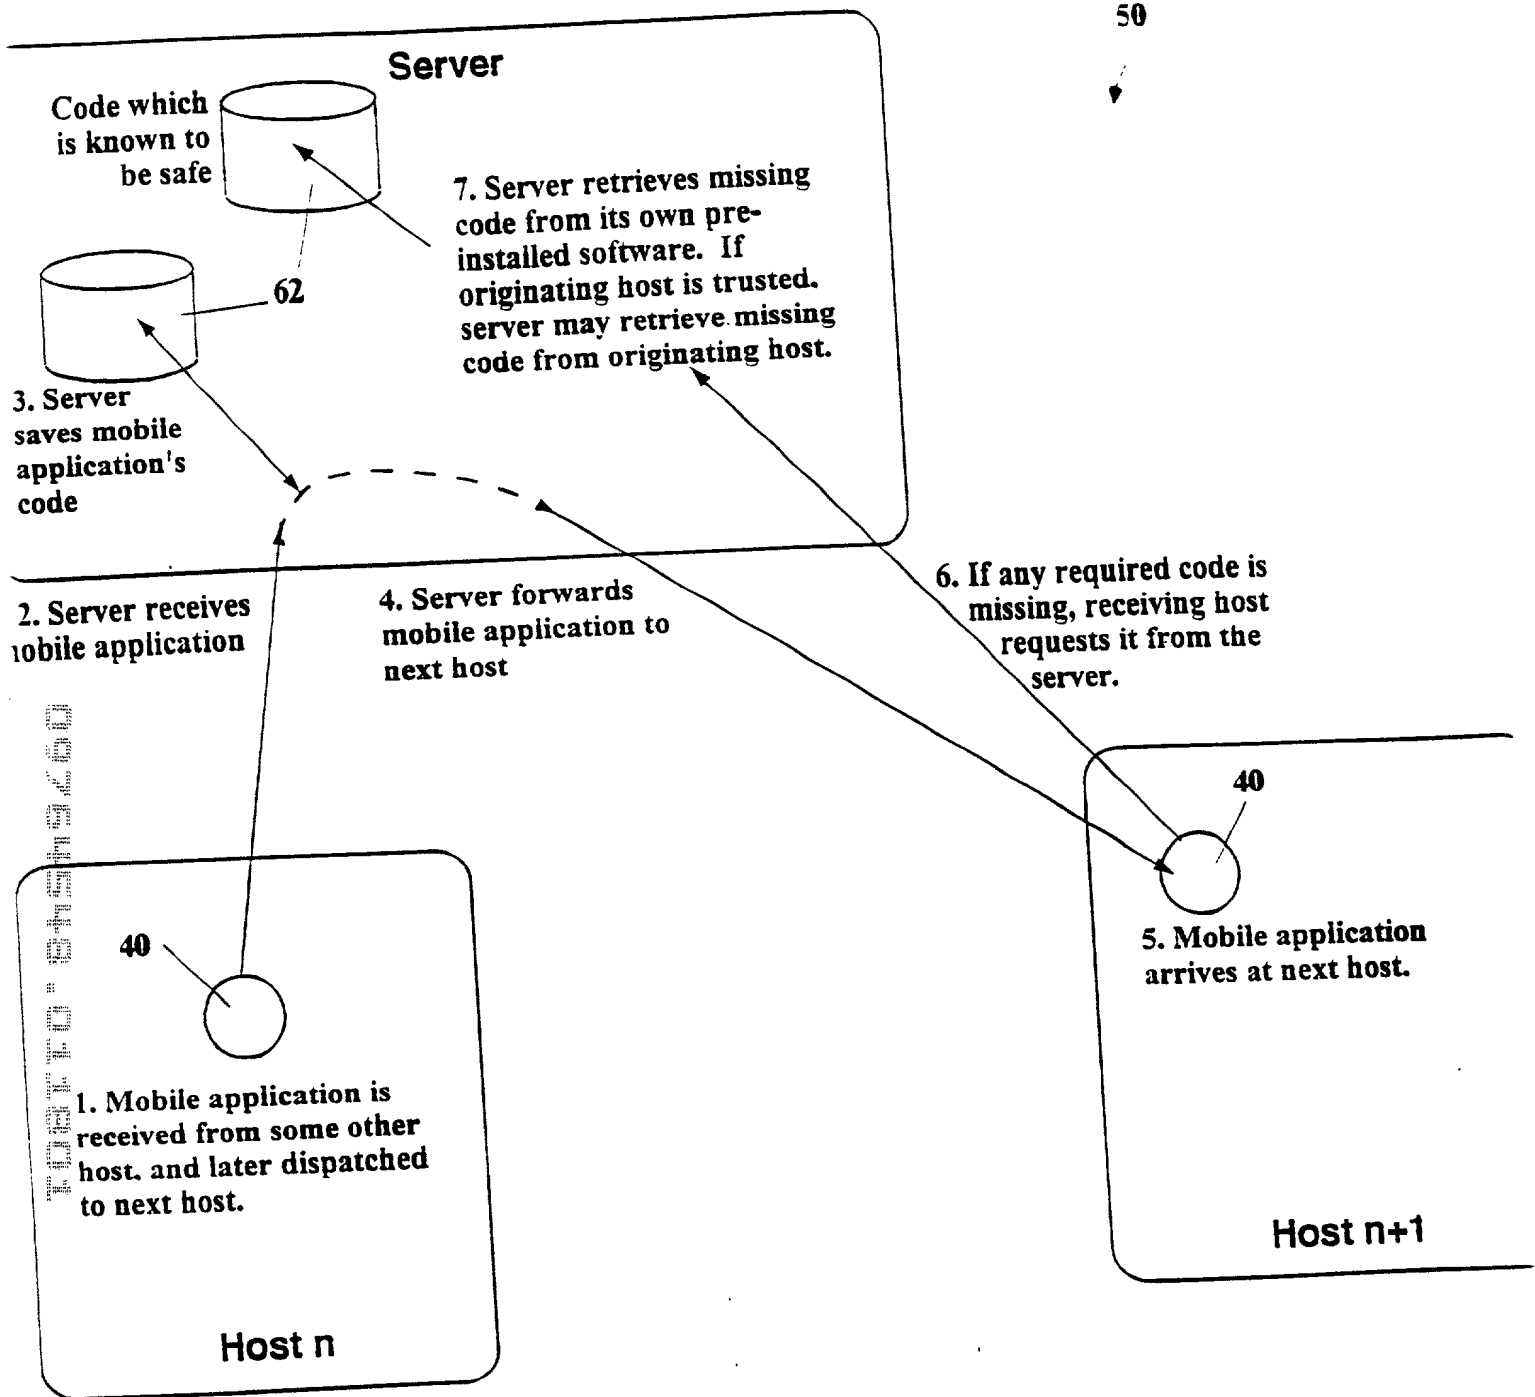 50
Server
Code which
is known to
be safe
7. Server retrieves missing
code from its own pre-
installed software. If
originating host is trusted.
server may retrieve missing
code from originating host.
62
3. Server
saves mobile
application's
code
2. Server receives
nobile application
4. Server forwards
mobile application to
next host
6. If any required code is
missing, receiving host
requests it from the
server.
40
5. Mobile application
arrives at next host.
Host n+1
40
1. Mobile application is
received from some other
host. and later dispatched
to next host.
Host n